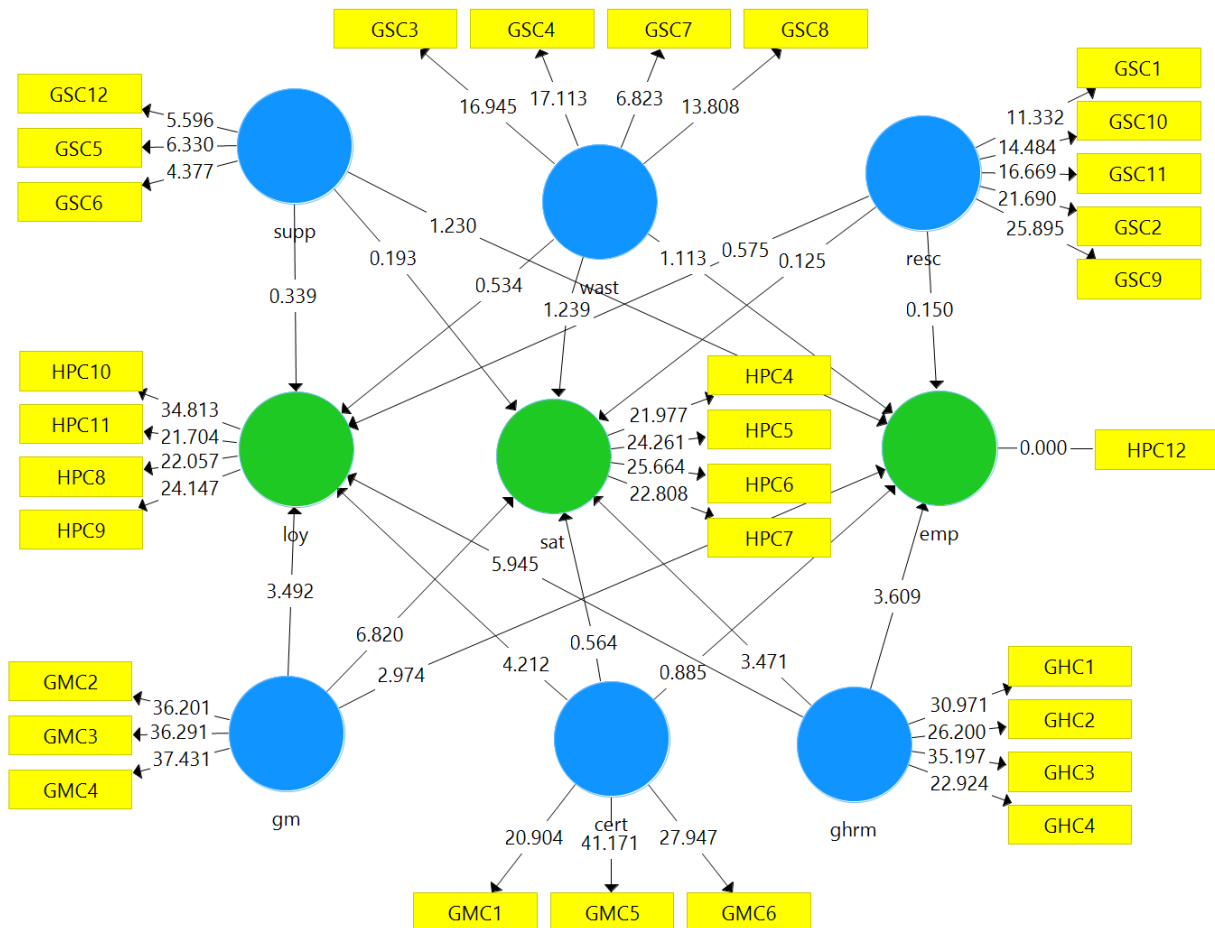 GSC3
GSC4
GSC7
GSC8
GSC12
GSC5
GSC6
5.596
6.330
4.377
16.945
17.113
6.823
13.808
GSC1
GSC10
GSC11
GSC2
GSC9
11.332
14.484
16.669
21.690
25.895
supp
wast
resc
0.339
0.193
1.230
0.534
1.239
1.113
0.575
0.125
0.150
HPC10
HPC11
HPC8
HPC9
34.813
21.704
22.057
24.147
loy
sat
emp
21.977
24.261
25.664
22.808
HPC4
HPC5
HPC6
HPC7
0.000
HPC12
3.492
6.820
2.974
4.212
0.564
0.885
5.945
3.471
3.609
GMC2
GMC3
GMC4
36.201
36.291
37.431
gm
cert
ghrm
20.904
41.171
27.947
GMC1
GMC5
GMC6
30.971
26.200
35.197
22.924
GHC1
GHC2
GHC3
GHC4